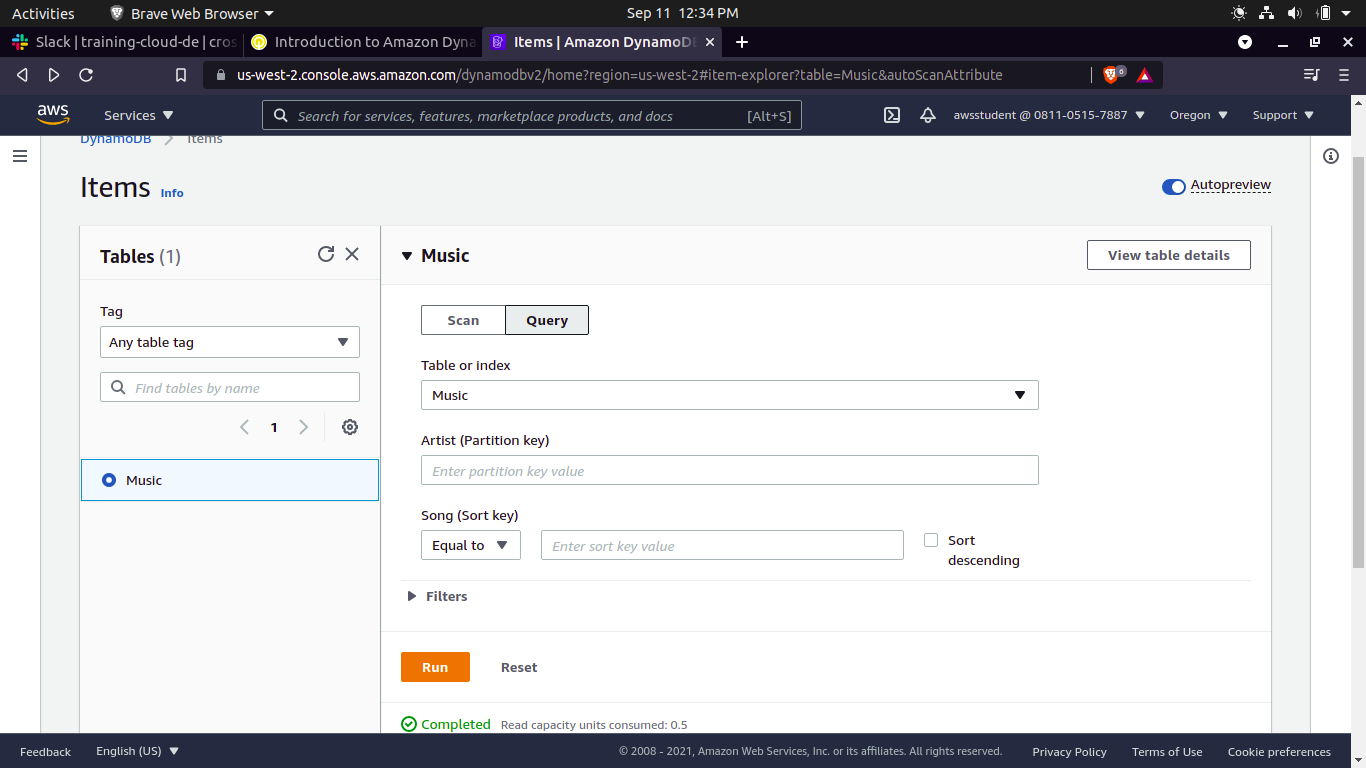 Activities Brave Web Browser Sep 11 12:34 PM
Slack | training-cloud-de | cros Introduction to Amazon Dyna Items | Amazon DynamoDB
us-west-2.console.aws.amazon.com/dynamodbv2/home?region=us-west-2#item-explorer?table=Music&autoScanAttribute 6
aws Services Search for services, features, marketplace products, and docs [Alt+S] awsstudent @ 0811-0515-7887 Oregon Support
DynamoDB Items
Items Info Autopreview
Tables (1)
Tag
Any table tag
Find tables by name
1
Music
Music View table details
Scan Query
Table or index
Music
Artist (Partition key)
Enter partition key value
Song (Sort key)
Equal to Enter sort key value Sort descending
Filters
Run Reset
Completed Read capacity units consumed: 0.5
Feedback English (US) © 2008 - 2021, Amazon Web Services, Inc. or its affiliates. All rights reserved. Privacy Policy Terms of Use Cookie preferences